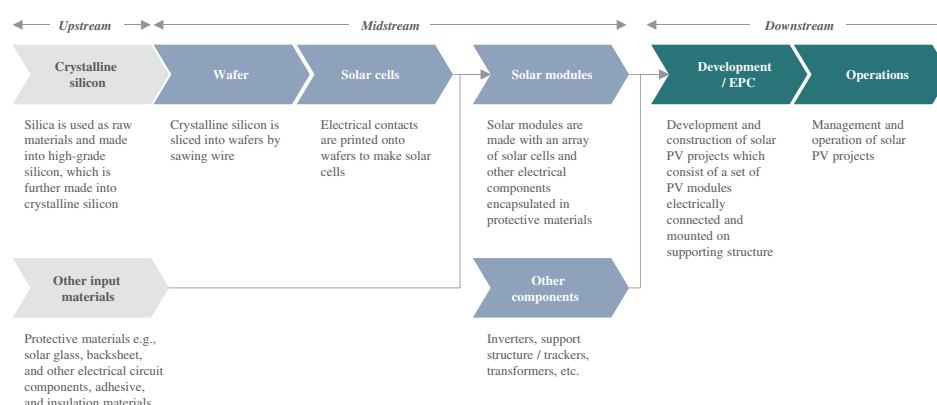 Upstream
Midstream
Downstream
Crystalline
silicon
Wafer
Solar cells
Solar modules
Development
/ EPC
Operations
Silica is used as raw
materials and made
into high-grade
silicon, which is
further made into
crystalline silicon
Crystalline silicon is
sliced into wafers by
sawing wire
Electrical contacts
are printed onto
wafers to make solar
cells
Solar modules are
made with an array
of solar cells and
other electrical
components
encapsulated in
protective materials
Development and
construction of solar
PV projects which
consist of a set of
PV modules
electrically
connected and
mounted on
supporting structure
Management and
operation of solar
PV projects
Other input
materials
Other
components
Protective materials e.g.,
solar glass, backsheet,
and other electrical circuit
components, adhesive,
and insulation materials
Inverters, support
structure / trackers,
transformers, etc.